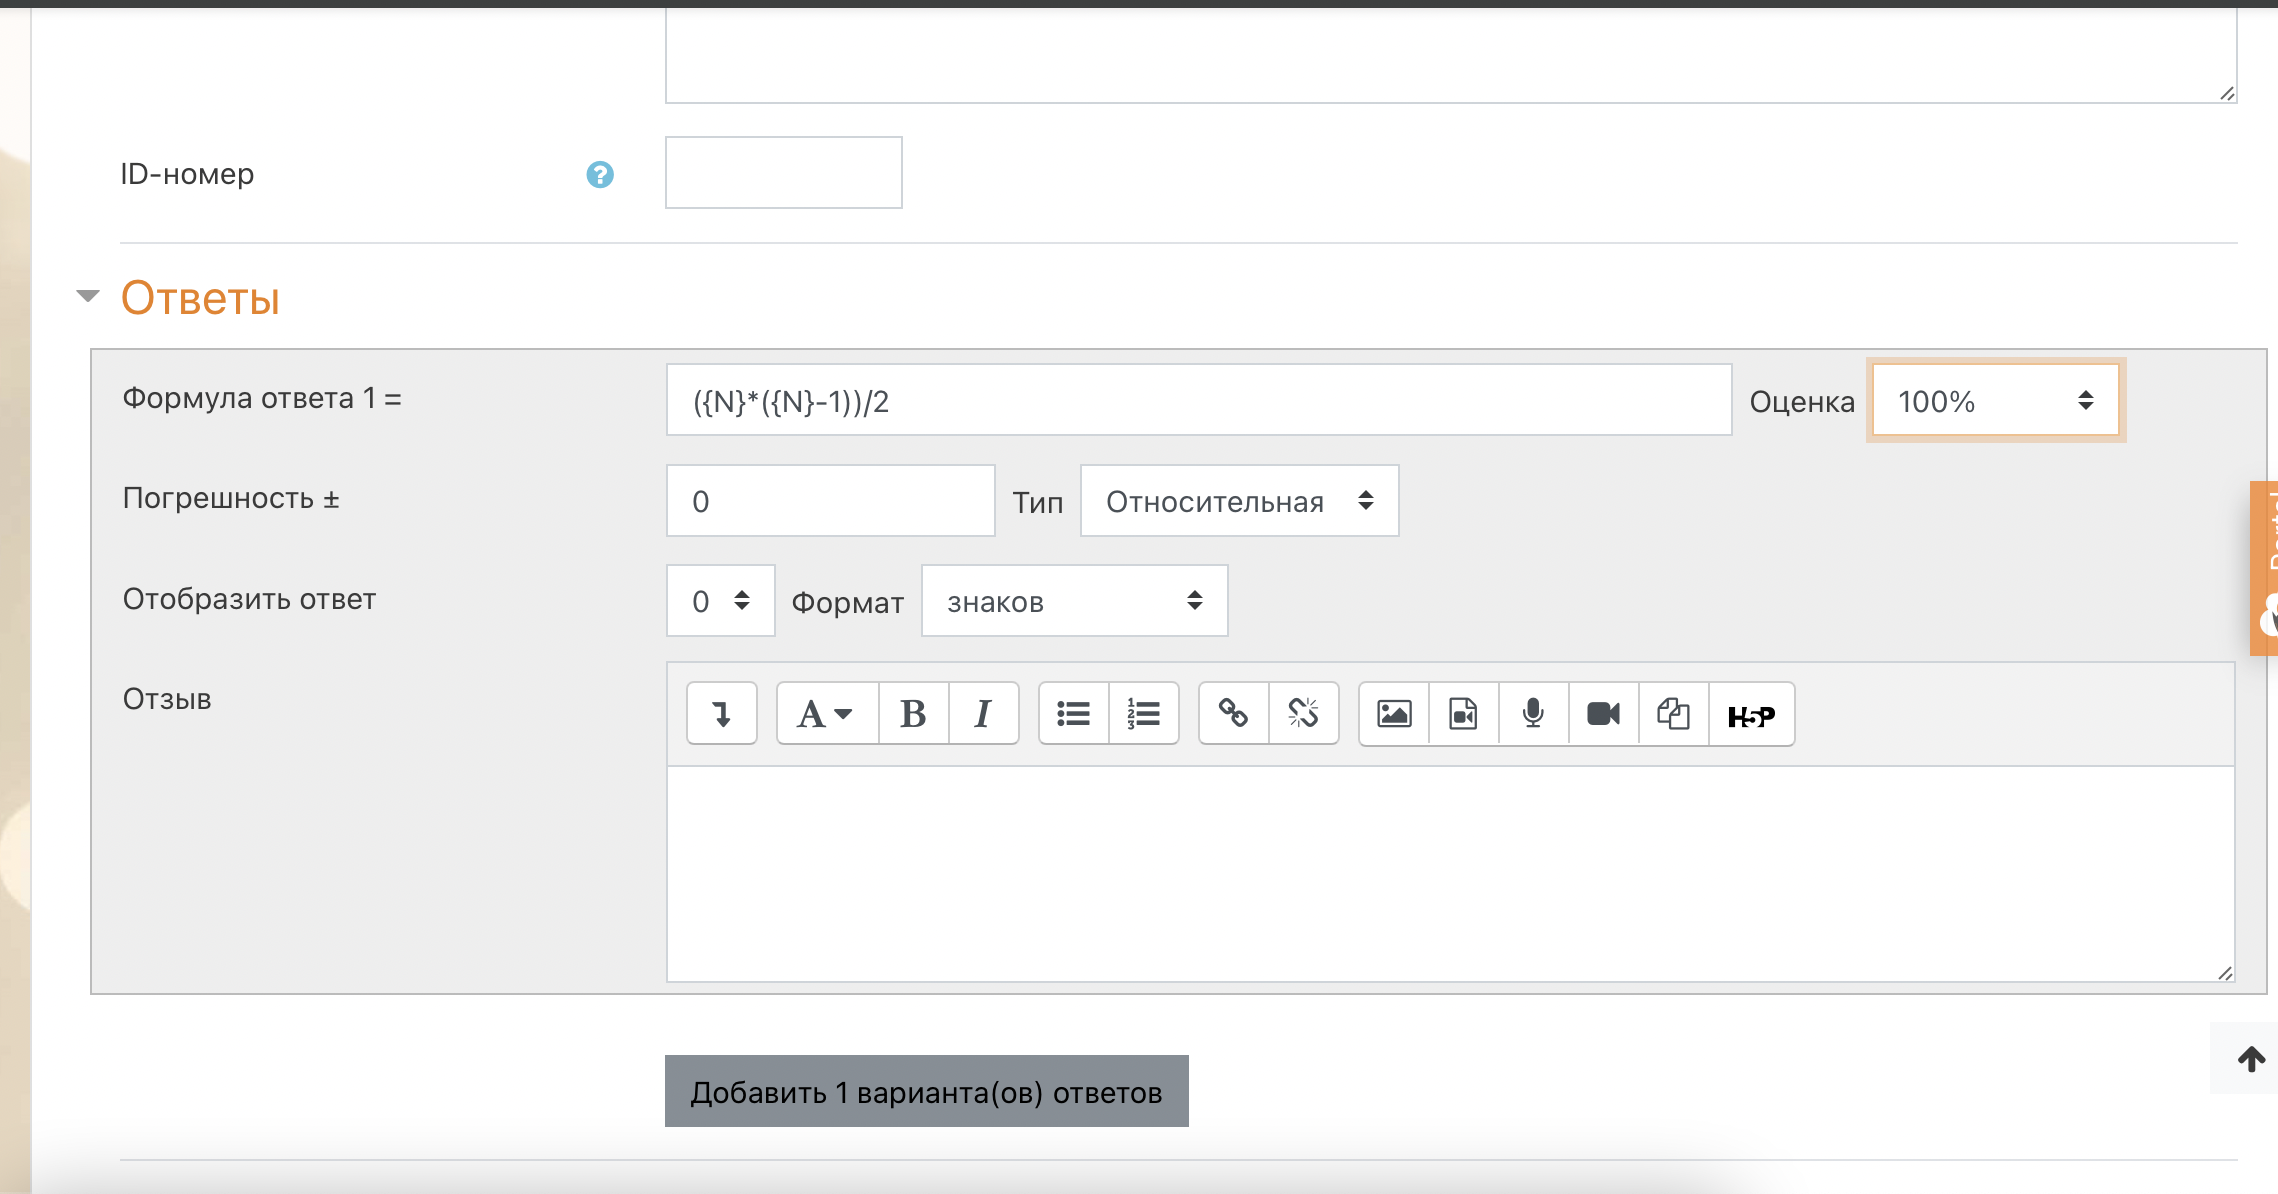 ID-номер
?
Ответы
Формула ответа 1 = ({N}*({N}-1))/2 Оценка 100%
Погрешность ± 0 Тип Относительная
Отобразить ответ 0 Формат знаков
Отзыв
A B I H5P
Добавить 1 варианта(ов) ответов